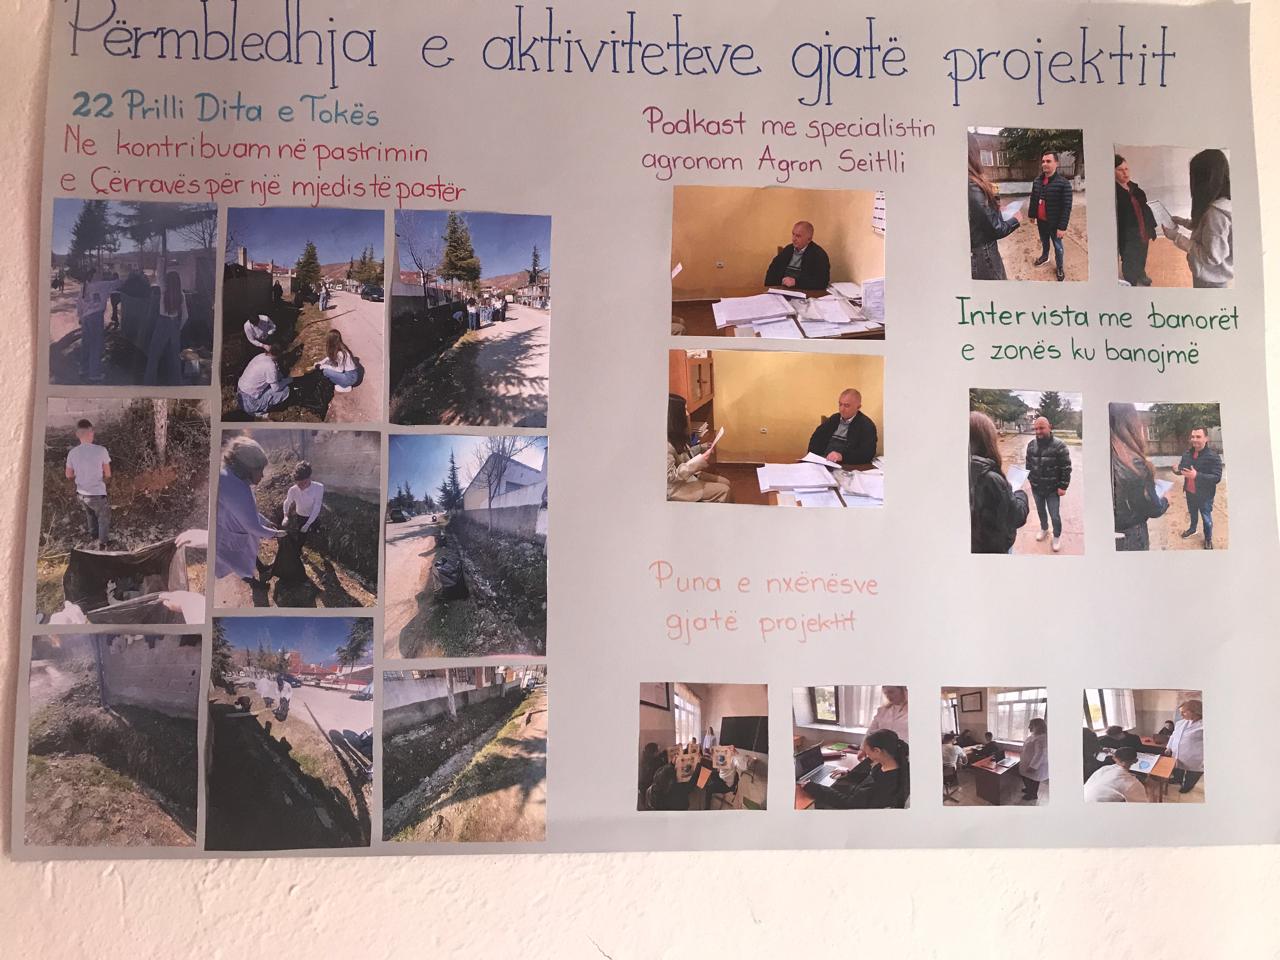 Përmbledhja e aktiviteteve gjatë projektit
22 Prilli Dita e Tokës
Ne kontribuam në pastrimin
e Çërravës për një mjedis të pastër
Podkast me specialistin
agronom Agron Seitlli
Intervista me banorët
e zonës ku banojmë
Puna e nxënësve
gjatë projektit